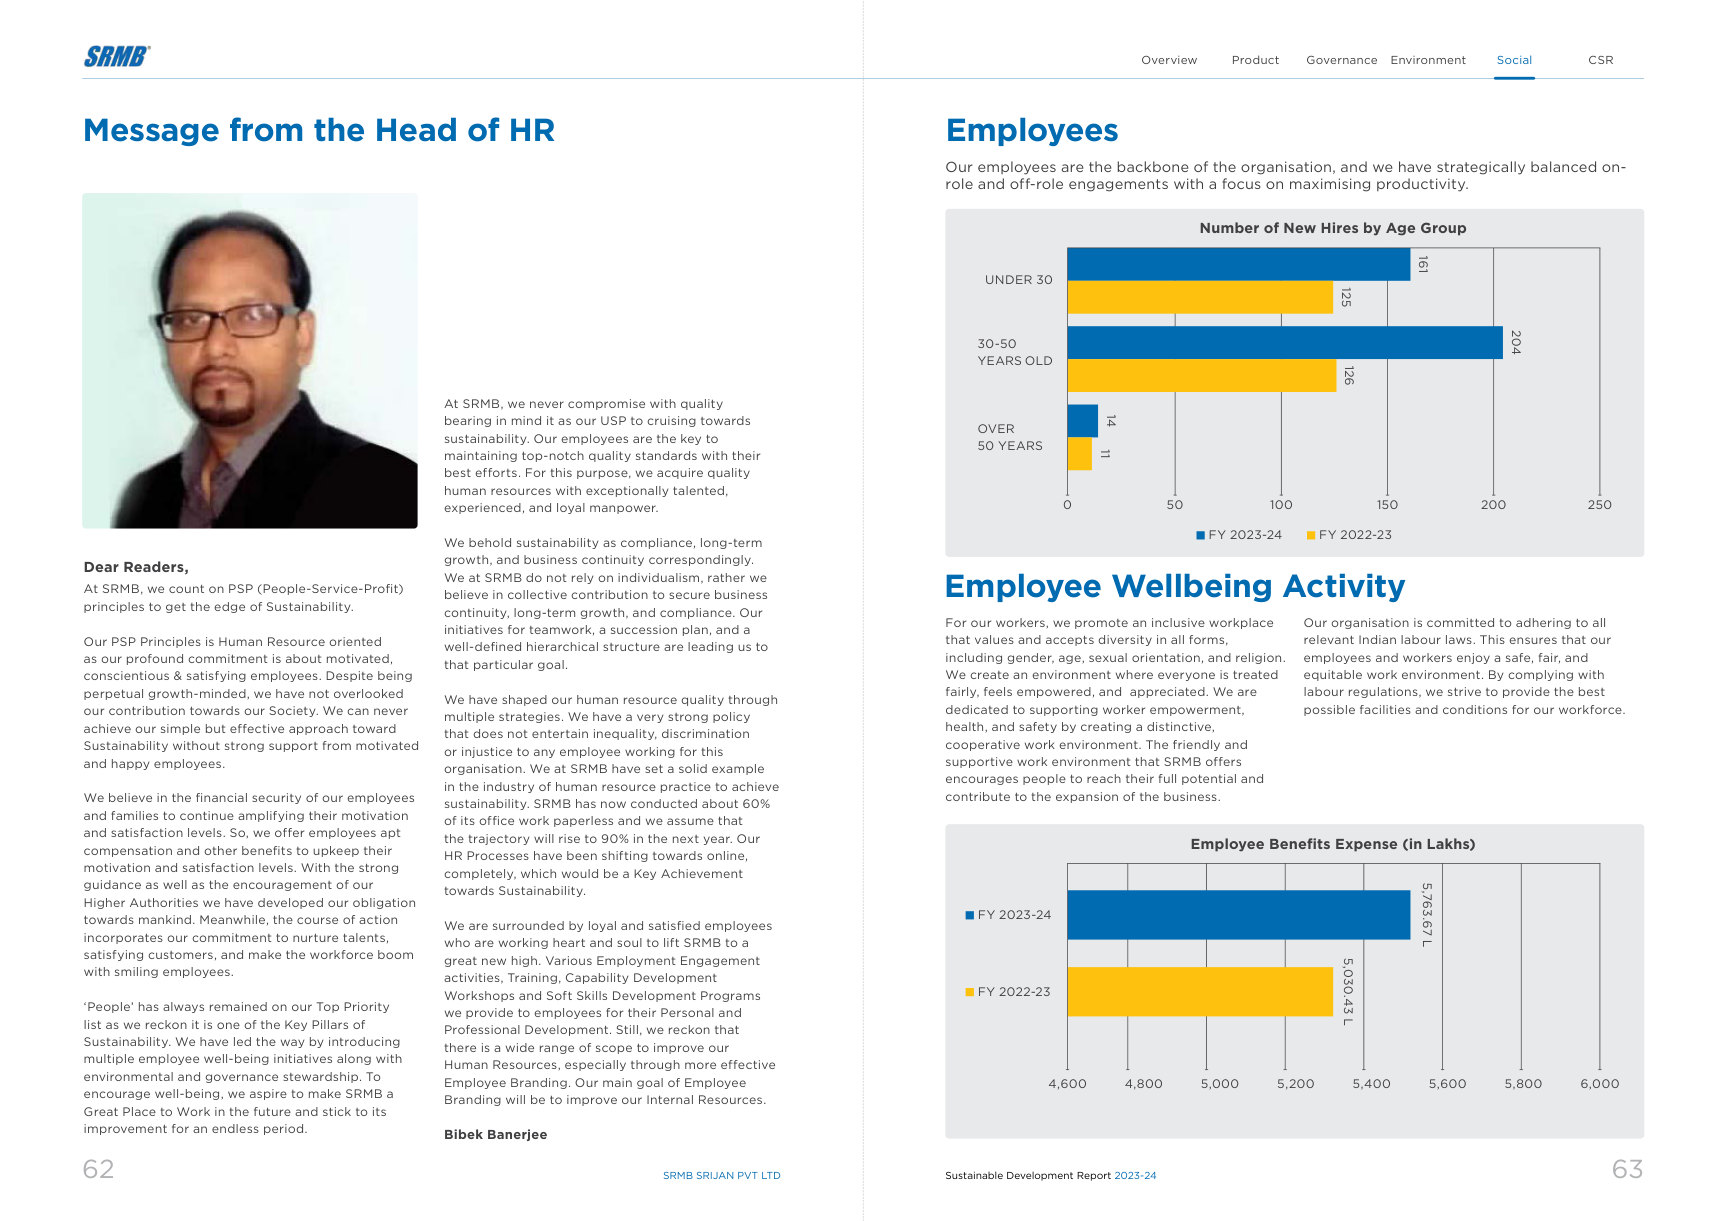 SRMB
Overview Product Governance Environment Social CSR
Message from the Head of HR
Dear Readers,
At SRMB, we count on PSP (People-Service-Profit)
principles to get the edge of Sustainability.
Our PSP Principles is Human Resource oriented
as our profound commitment is about motivated,
conscientious & satisfying employees. Despite being
perpetual growth-minded, we have not overlooked
our contribution towards our Society. We can never
achieve our simple but effective approach toward
Sustainability without strong support from motivated
and happy employees.
We believe in the financial security of our employees
and families to continue amplifying their motivation
and satisfaction levels. So, we offer employees apt
compensation and other benefits to upkeep their
motivation and satisfaction levels. With the strong
guidance as well as the encouragement of our
Higher Authorities we have developed our obligation
towards mankind. Meanwhile, the course of action
incorporates our commitment to nurture talents,
satisfying customers, and make the workforce boom
with smiling employees.
‘People’ has always remained on our Top Priority
list as we reckon it is one of the Key Pillars of
Sustainability. We have led the way by introducing
multiple employee well-being initiatives along with
environmental and governance stewardship. To
encourage well-being, we aspire to make SRMB a
Great Place to Work in the future and stick to its
improvement for an endless period.
At SRMB, we never compromise with quality
bearing in mind it as our USP to cruising towards
sustainability. Our employees are the key to
maintaining top-notch quality standards with their
best efforts. For this purpose, we acquire quality
human resources with exceptionally talented,
experienced, and loyal manpower.
We behold sustainability as compliance, long-term
growth, and business continuity correspondingly.
We at SRMB do not rely on individualism, rather we
believe in collective contribution to secure business
continuity, long-term growth, and compliance. Our
initiatives for teamwork, a succession plan, and a
well-defined hierarchical structure are leading us to
that particular goal.
We have shaped our human resource quality through
multiple strategies. We have a very strong policy
that does not entertain inequality, discrimination
or injustice to any employee working for this
organisation. We at SRMB have set a solid example
in the industry of human resource practice to achieve
sustainability. SRMB has now conducted about 60%
of its office work paperless and we assume that
the trajectory will rise to 90% in the next year. Our
HR Processes have been shifting towards online,
completely, which would be a Key Achievement
towards Sustainability.
We are surrounded by loyal and satisfied employees
who are working heart and soul to lift SRMB to a
great new high. Various Employment Engagement
activities, Training, Capability Development
Workshops and Soft Skills Development Programs
we provide to employees for their Personal and
Professional Development. Still, we reckon that
there is a wide range of scope to improve our
Human Resources, especially through more effective
Employee Branding. Our main goal of Employee
Branding will be to improve our Internal Resources.
Bibek Banerjee
62
SRMB SRIJAN PVT LTD
Employees
Our employees are the backbone of the organisation, and we have strategically balanced on-
role and off-role engagements with a focus on maximising productivity.
Number of New Hires by Age Group
UNDER 30
161
125
30-50
YEARS OLD
204
126
OVER
50 YEARS
14
11
0 50 100 150 200 250
FY 2023-24 FY 2022-23
Employee Wellbeing Activity
For our workers, we promote an inclusive workplace
that values and accepts diversity in all forms,
including gender, age, sexual orientation, and religion.
We create an environment where everyone is treated
fairly, feels empowered, and appreciated. We are
dedicated to supporting worker empowerment,
health, and safety by creating a distinctive,
cooperative work environment. The friendly and
supportive work environment that SRMB offers
encourages people to reach their full potential and
contribute to the expansion of the business.
Our organisation is committed to adhering to all
relevant Indian labour laws. This ensures that our
employees and workers enjoy a safe, fair, and
equitable work environment. By complying with
labour regulations, we strive to provide the best
possible facilities and conditions for our workforce.
Employee Benefits Expense (in Lakhs)
FY 2023-24
5,763.67 L
FY 2022-23
5,030.43 L
4,600 4,800 5,000 5,200 5,400 5,600 5,800 6,000
Sustainable Development Report 2023-24
63